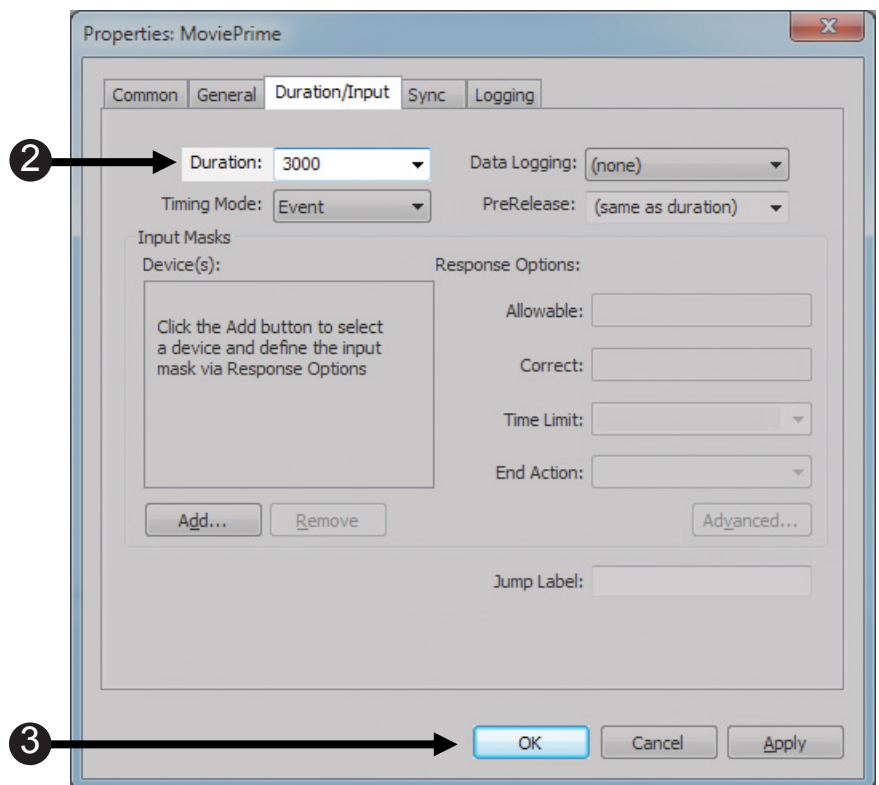 Properties: MoviePrime
Common General Duration/Input Sync Logging
2 Duration: 3000 Data Logging: (none)
Timing Mode: Event PreRelease: (same as duration)
Input Masks
Device(s): Response Options:
Click the Add button to select
a device and define the input
mask via Response Options
Allowable:
Correct:
Time Limit:
End Action:
Add... Remove Advanced...
Jump Label:
3 OK Cancel Apply